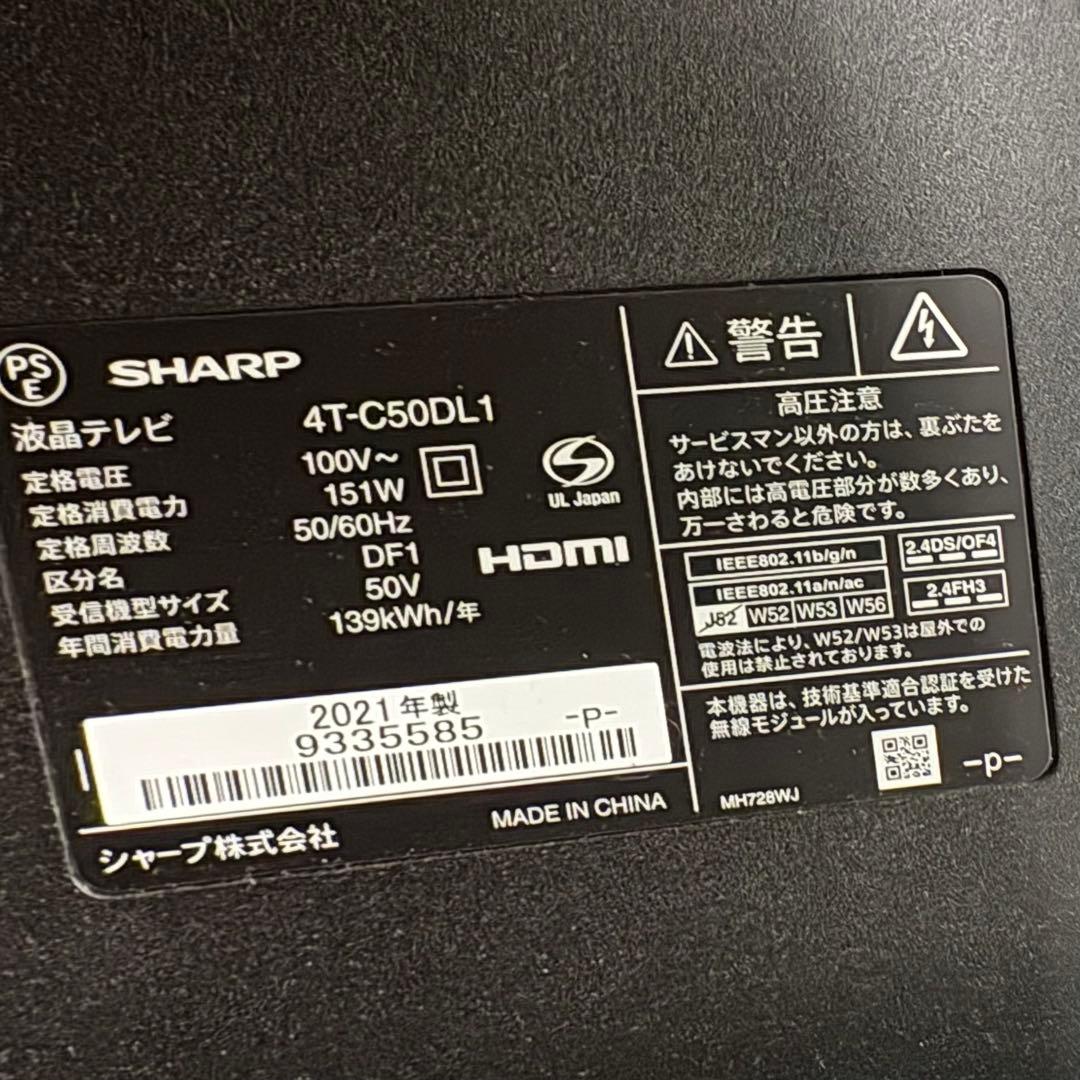 PS
E
SHARP
液晶テレビ 4T-C50DL1
定格電圧 100V～
定格消費電力 151W
定格周波数 50/60Hz
区分名 DF1
受信機型サイズ 50V
年間消費電力量 139kWh/年
UL Japan
HDMI
2021年製
9335585 -P-
シャープ株式会社 MADE IN CHINA
警告
高圧注意
サービスマン以外の方は、裏ぶたを
あけないでください。
内部には高電圧部分が数多くあり、
万一さわると危険です。
IEEE802.11b/g/n
2.4DS/OF4
IEEE802.11a/n/ac
J52 W52 W53 W56
2.4FH3
電波法により、W52/W53は屋外での
使用は禁止されております。
本機器は、技術基準適合認証を受けた
無線モジュールが入っています。
MH728WJ -P-